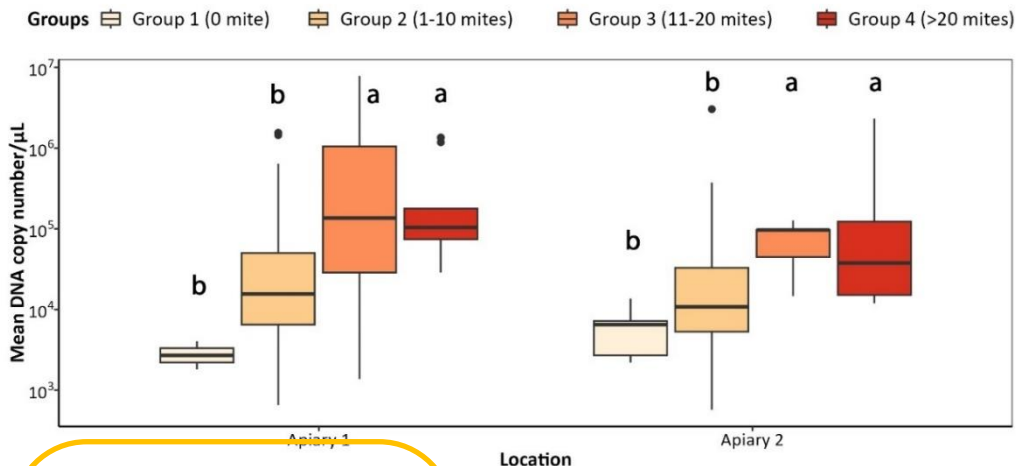 Groups Group 1 (0 mite) Group 2 (1-10 mites) Group 3 (11-20 mites) Group 4 (>20 mites)
Mean DNA copy number/µL
10⁷
10⁶
10⁵
10⁴
10³
b
b
a
a
b
b
a
a
Apiary 1
Apiary 2
Location